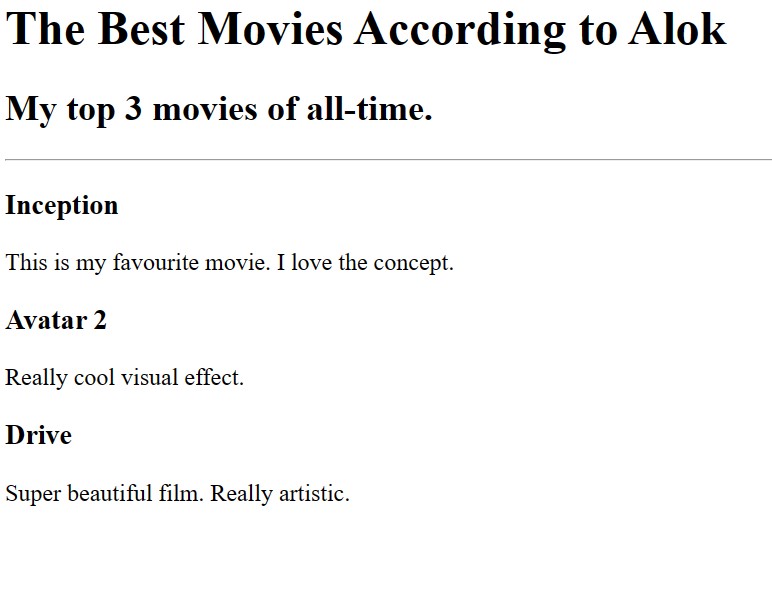 The Best Movies According to Alok
My top 3 movies of all-time.
Inception
This is my favourite movie. I love the concept.
Avatar 2
Really cool visual effect.
Drive
Super beautiful film. Really artistic.